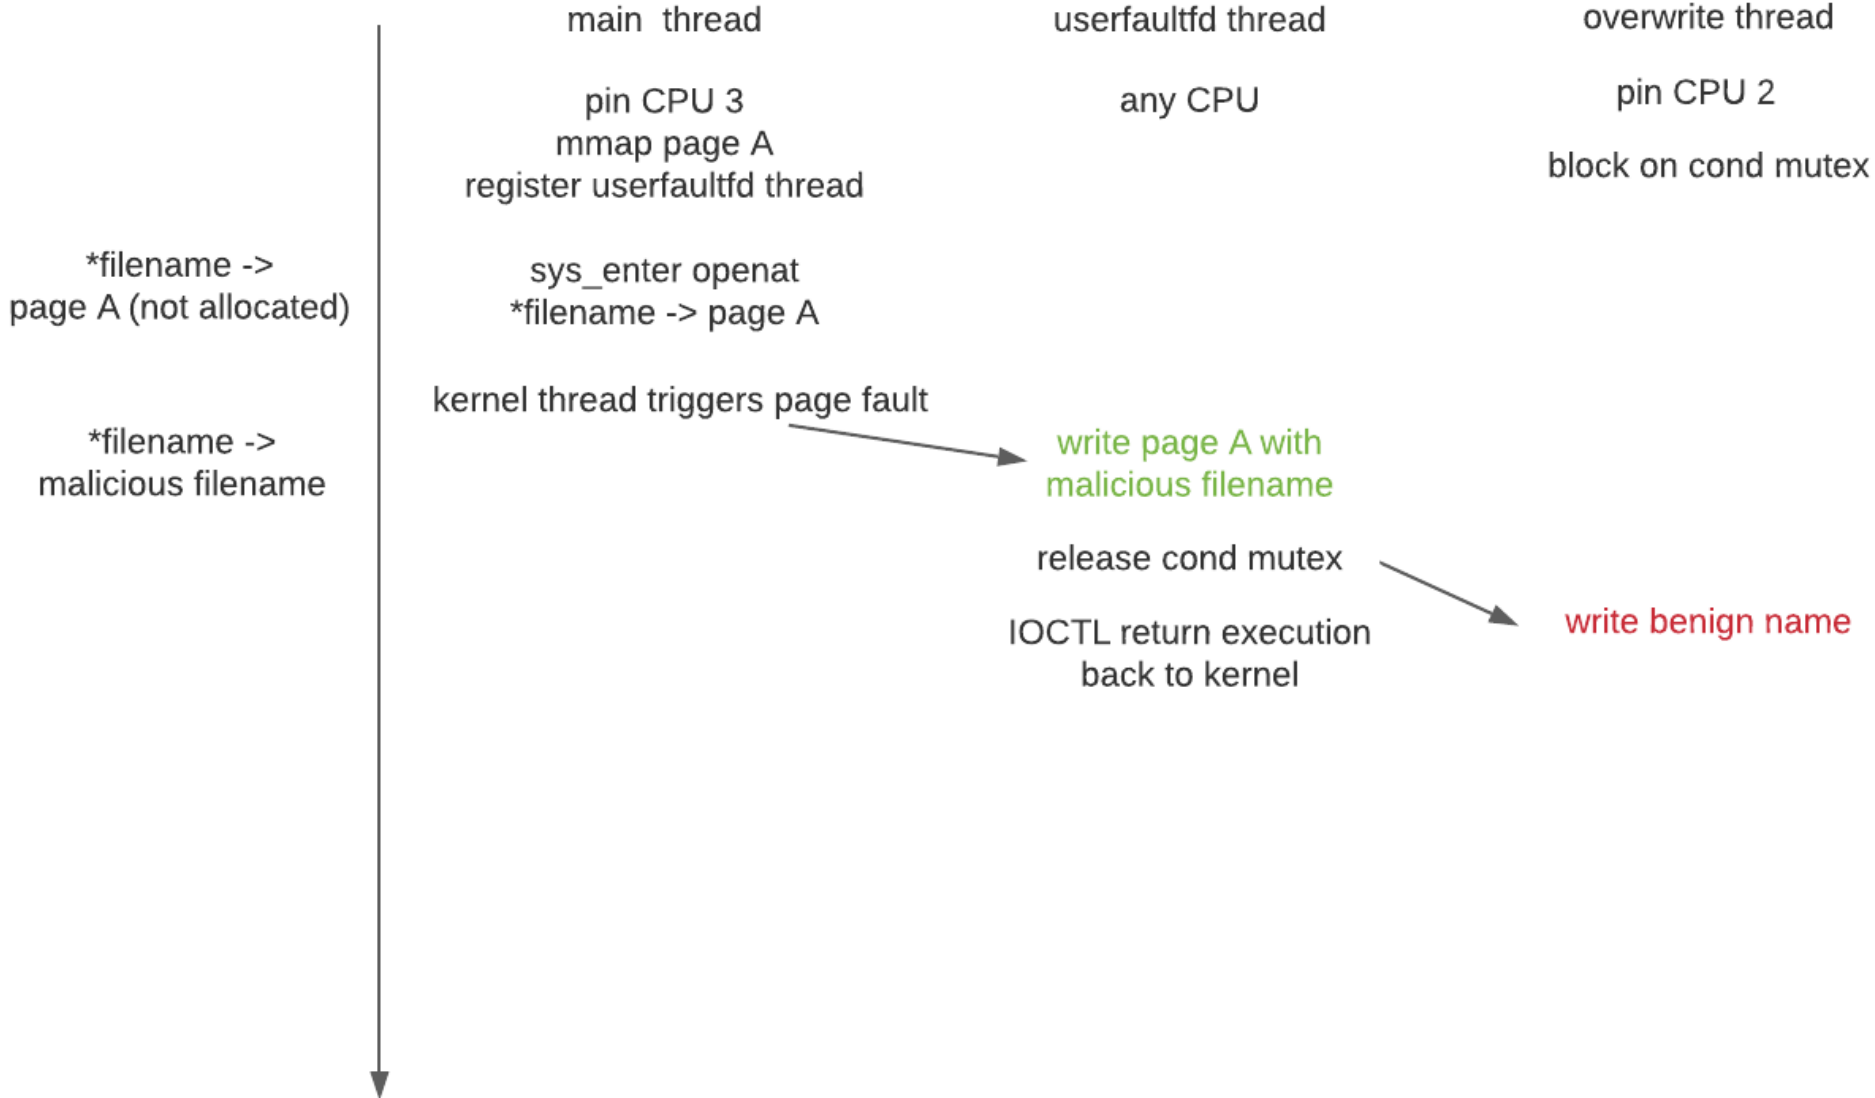 main thread
userfaultfd thread
overwrite thread
pin CPU 3
any CPU
pin CPU 2
mmap page A
register userfaultfd thread
block on cond mutex
*filename ->
page A (not allocated)
sys_enter openat
*filename -> page A
kernel thread triggers page fault
*filename ->
malicious filename
write page A with
malicious filename
release cond mutex
write benign name
IOCTL return execution
back to kernel